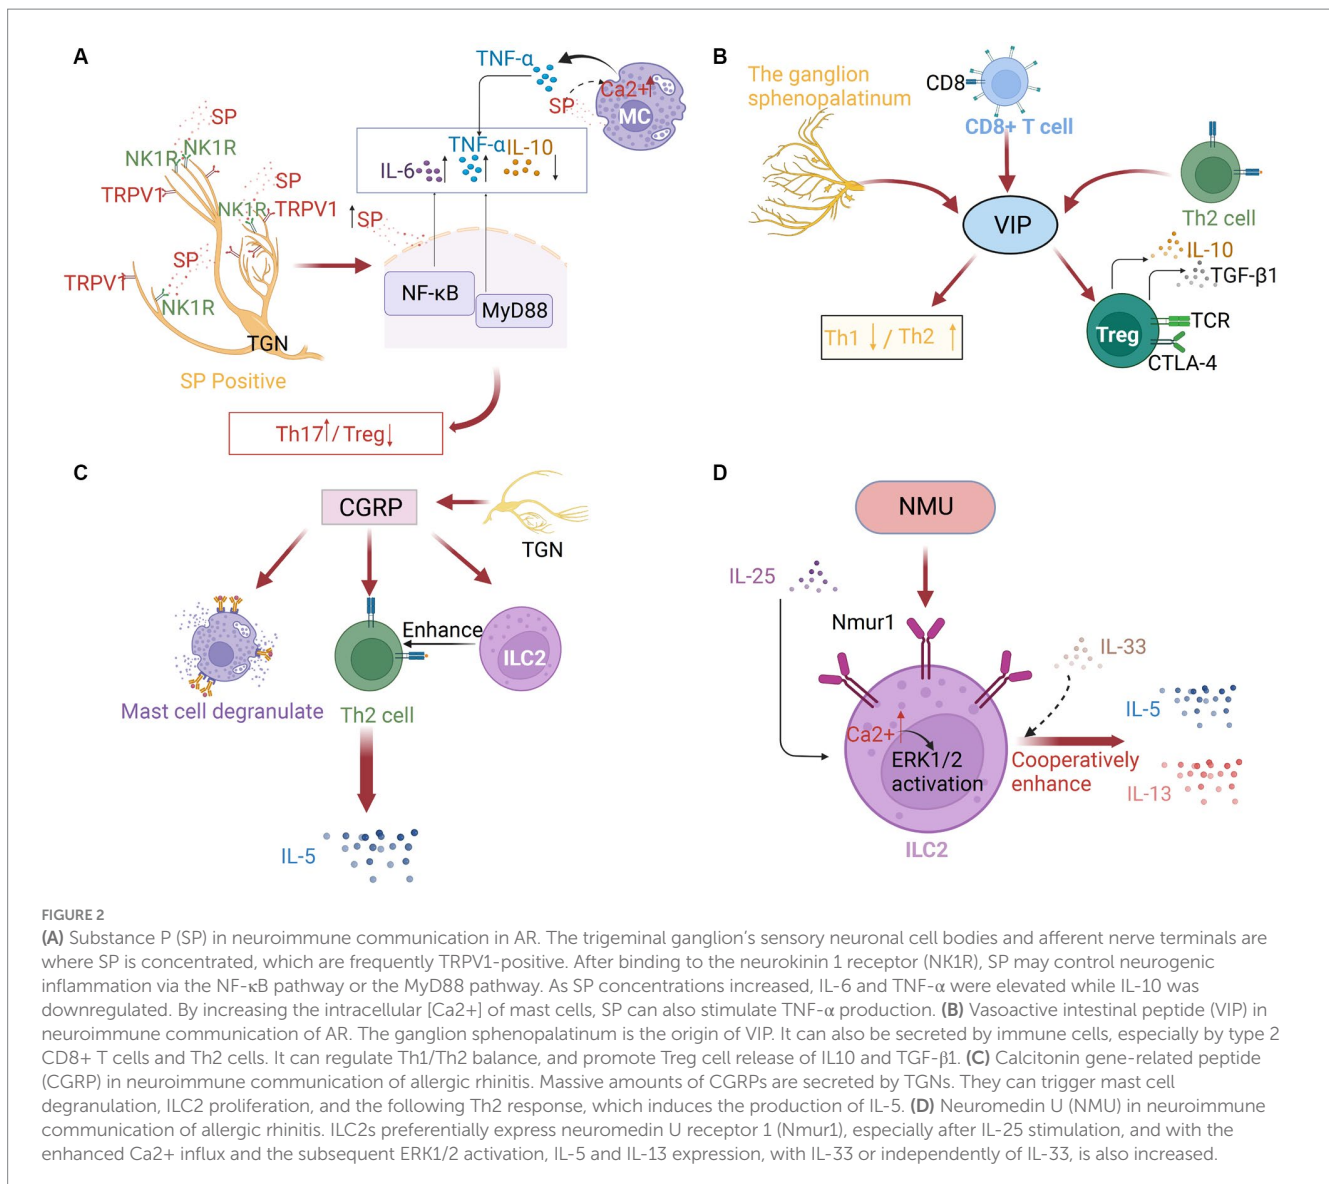 A
TNF-α
Ca2+
SP
MC
SP
NK1R
NK1R
TRPV1
SP
NK1R
TRPV1
SP
TRPV1
NK1R
TGN
SP Positive
TNF-α
IL-10
IL-6
SP
NF-κB
MyD88
Th17 / Treg
B
The ganglion
sphenopalatinum
CD8
CD8+ T cell
Th2 cell
VIP
IL-10
TGF-β1
Th1 / Th2
Treg
TCR
CTLA-4
C
CGRP
TGN
Enhance
ILC2
Mast cell degranulate
Th2 cell
IL-5
D
NMU
IL-25
Nmur1
IL-33
IL-5
Ca2+
ERK1/2
activation
Cooperatively
enhance
IL-13
ILC2
FIGURE 2
(A) Substance P (SP) in neuroimmune communication in AR. The trigeminal ganglion's sensory neuronal cell bodies and afferent nerve terminals are
where SP is concentrated, which are frequently TRPV1-positive. After binding to the neurokinin 1 receptor (NK1R), SP may control neurogenic
inflammation via the NF-κB pathway or the MyD88 pathway. As SP concentrations increased, IL-6 and TNF-α were elevated while IL-10 was
downregulated. By increasing the intracellular [Ca2+] of mast cells, SP can also stimulate TNF-α production. (B) Vasoactive intestinal peptide (VIP) in
neuroimmune communication of AR. The ganglion sphenopalatinum is the origin of VIP. It can also be secreted by immune cells, especially by type 2
CD8+ T cells and Th2 cells. It can regulate Th1/Th2 balance, and promote Treg cell release of IL10 and TGF-β1. (C) Calcitonin gene-related peptide
(CGRP) in neuroimmune communication of allergic rhinitis. Massive amounts of CGRPs are secreted by TGNs. They can trigger mast cell
degranulation, ILC2 proliferation, and the following Th2 response, which induces the production of IL-5. (D) Neuromedin U (NMU) in neuroimmune
communication of allergic rhinitis. ILC2s preferentially express neuromedin U receptor 1 (Nmur1), especially after IL-25 stimulation, and with the
enhanced Ca2+ influx and the subsequent ERK1/2 activation, IL-5 and IL-13 expression, with IL-33 or independently of IL-33, is also increased.